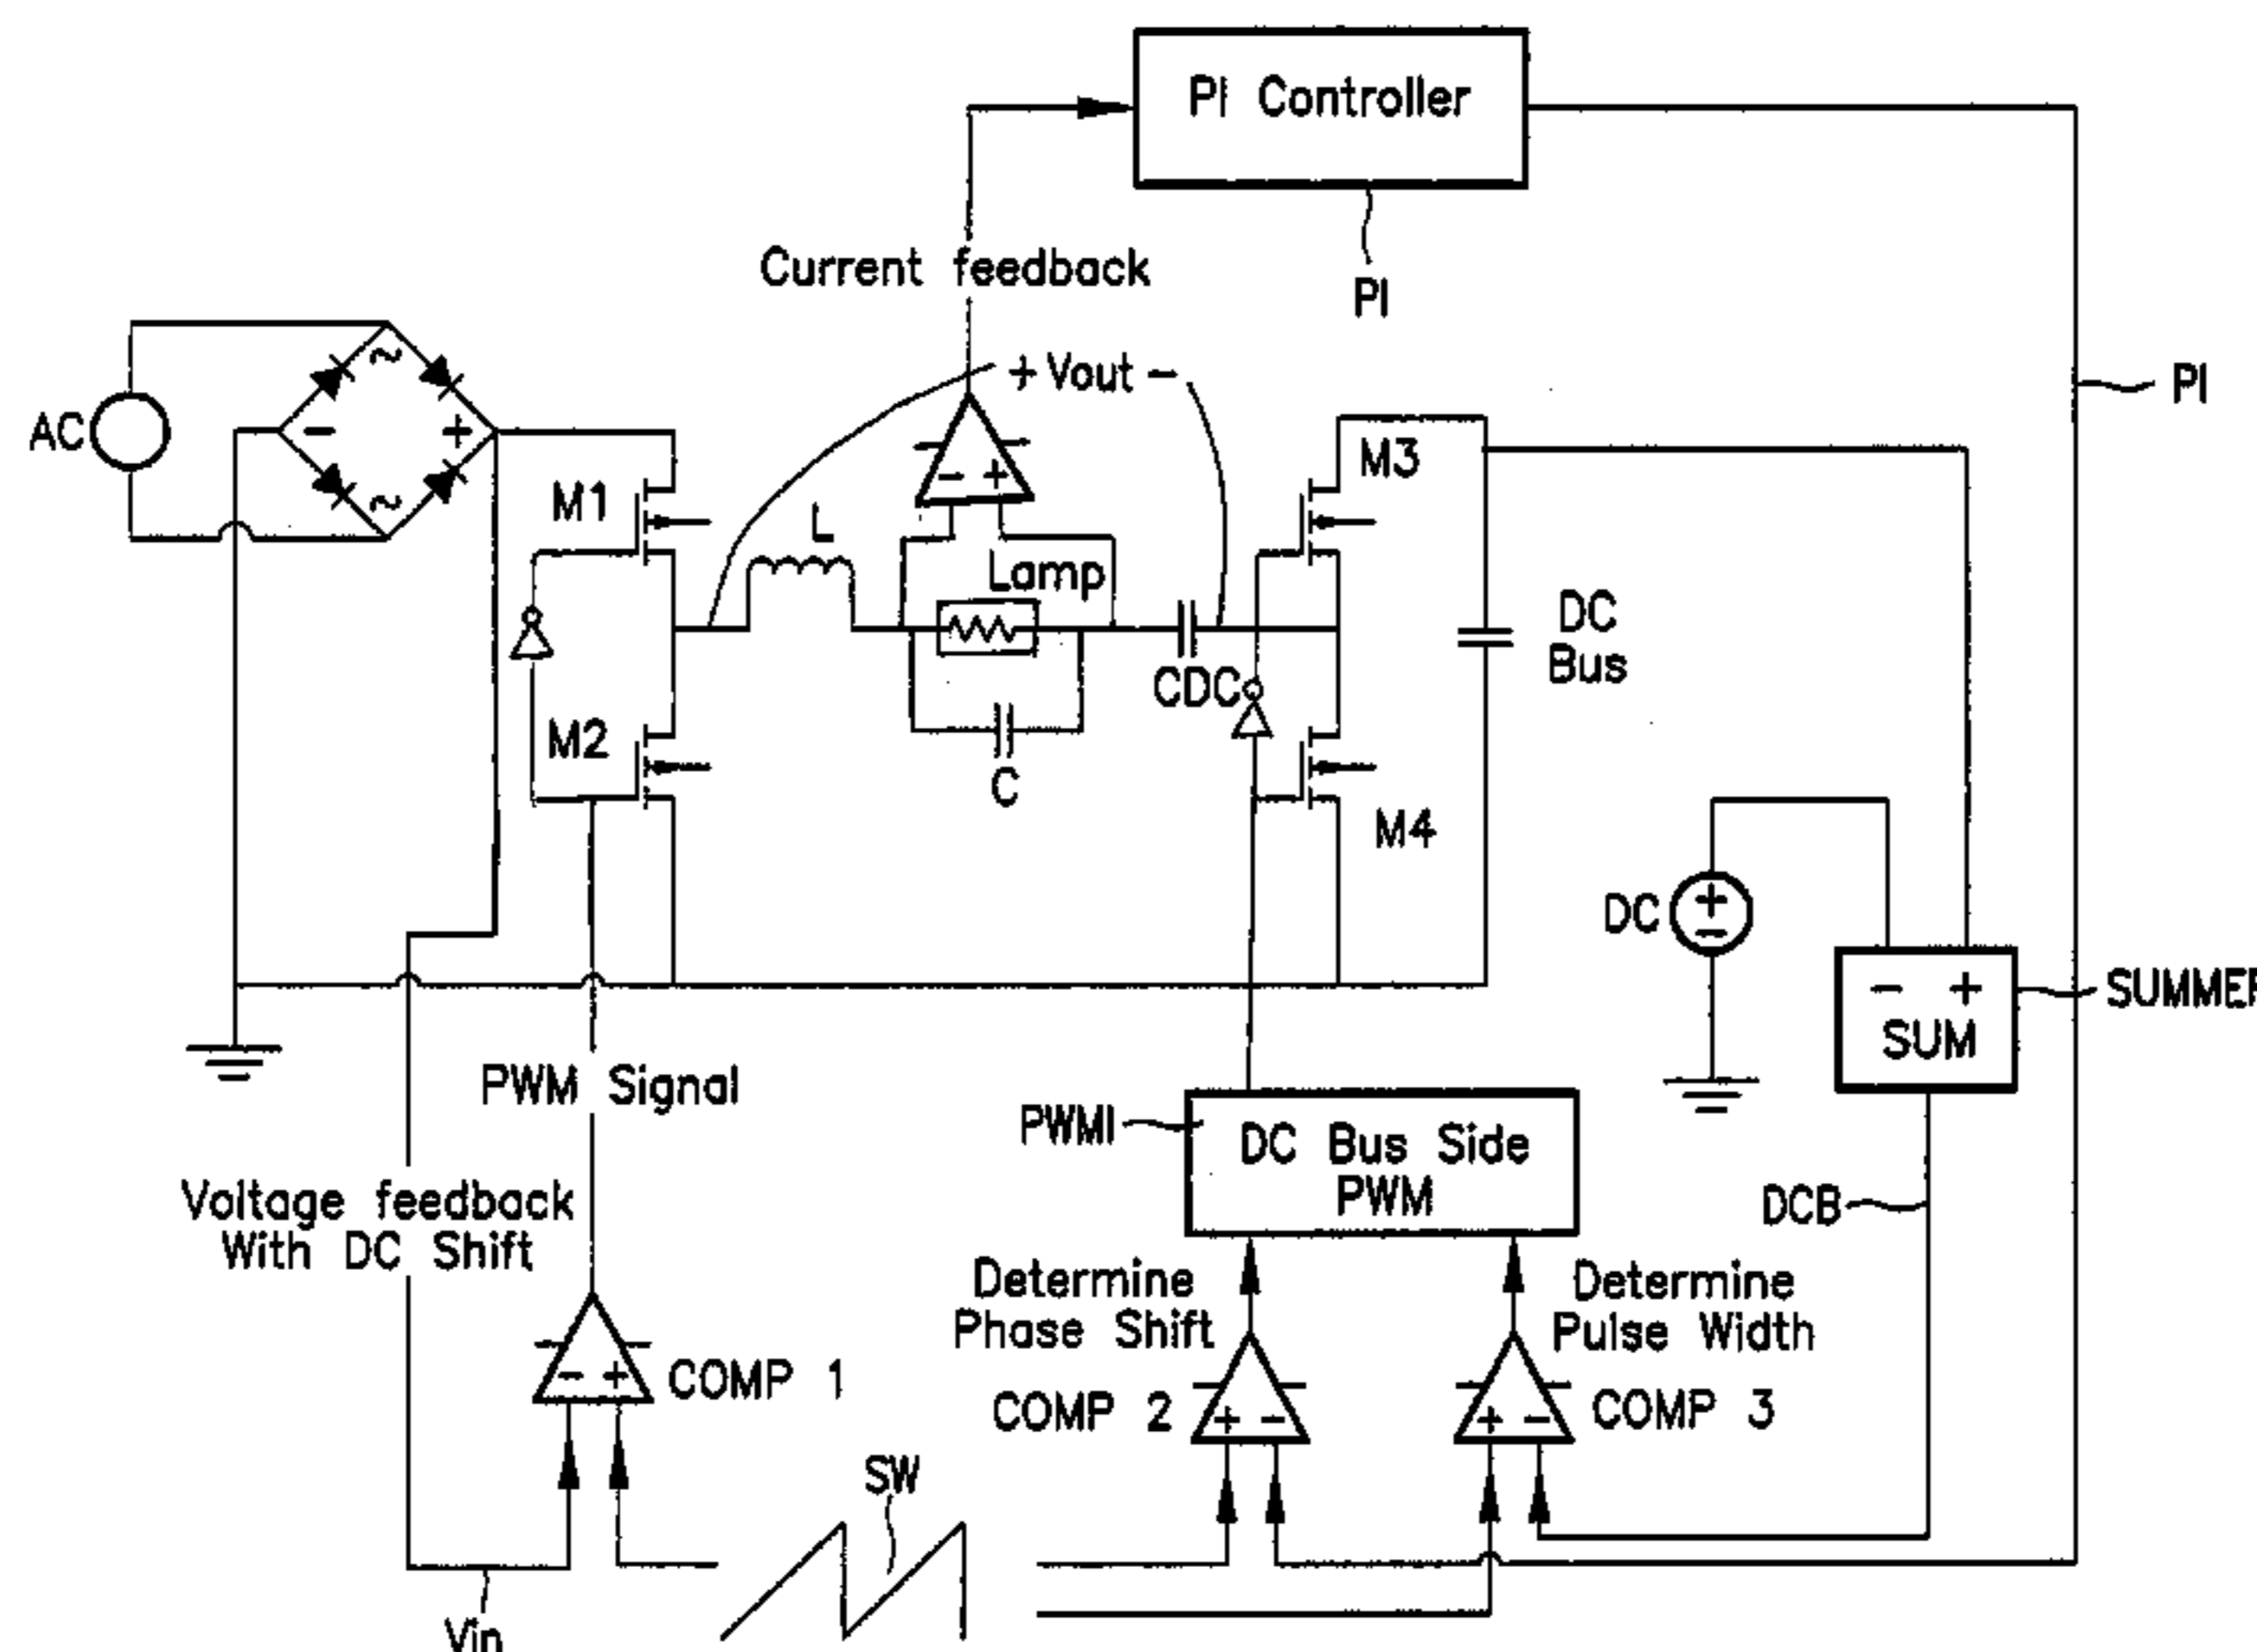 PI Controller
PI
Current feedback
+ Vout -
PI
AC
~
- +
~
M1
L
- +
Lamp
M3
DC
Bus
CDC
M2
C
M4
DC
+
-
- +
SUM
SUMMER
PWM Signal
PWMI
DC Bus Side
PWM
DCB
Voltage feedback
With DC Shift
Determine
Phase Shift
Determine
Pulse Width
- +
COMP 1
COMP 2
+ -
+ -
COMP 3
SW
Vin